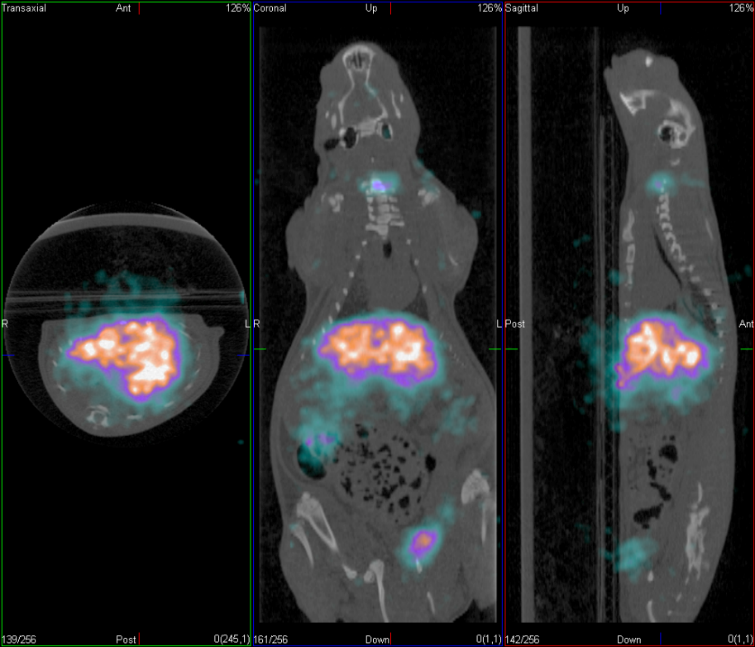 Transaxial Ant 126%
R L
139/256 Post 0(245,1)
Coronal Up 126%
R L
161/256 Down 0(1,1)
Sagittal Up 126%
Post Ant
142/256 Down 0(1,1)